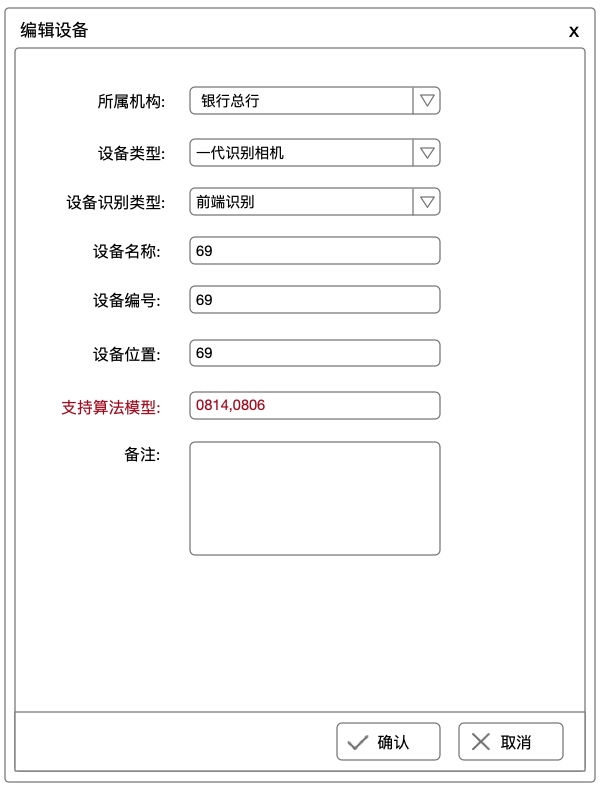 编辑设备 x
所属机构: 银行总行
设备类型: 一代识别相机
设备识别类型: 前端识别
设备名称: 69
设备编号: 69
设备位置: 69
支持算法模型: 0814,0806
备注:
确认 取消